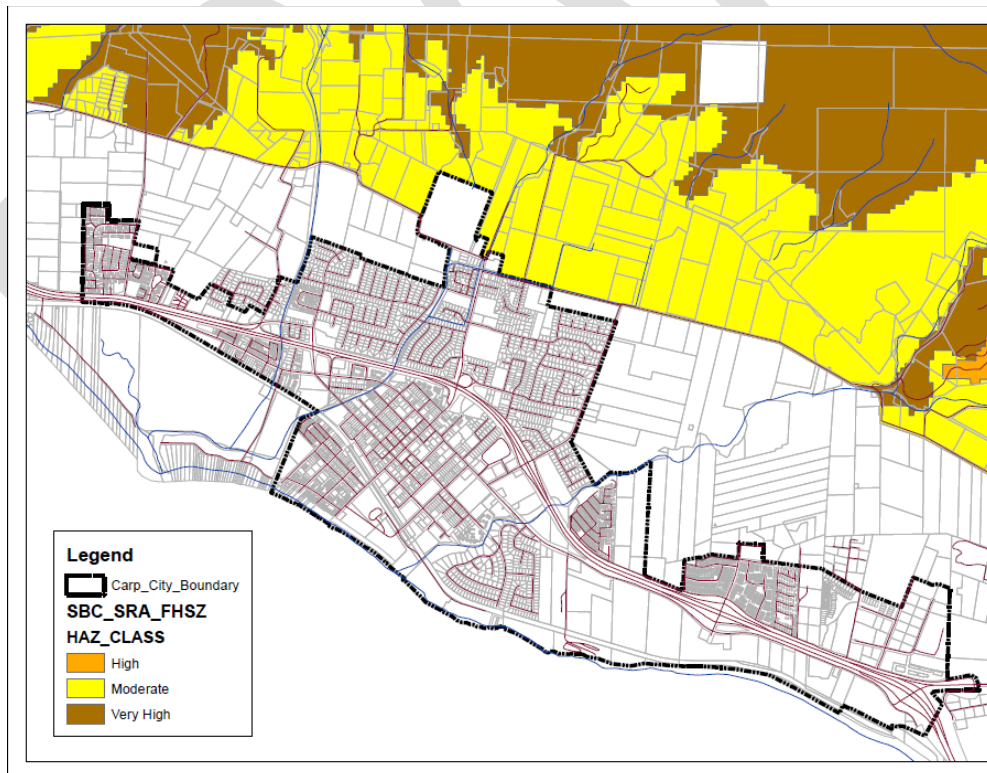 Legend
Carp_City_Boundary
SBC_SRA_FHSZ
HAZ_CLASS
High
Moderate
Very High